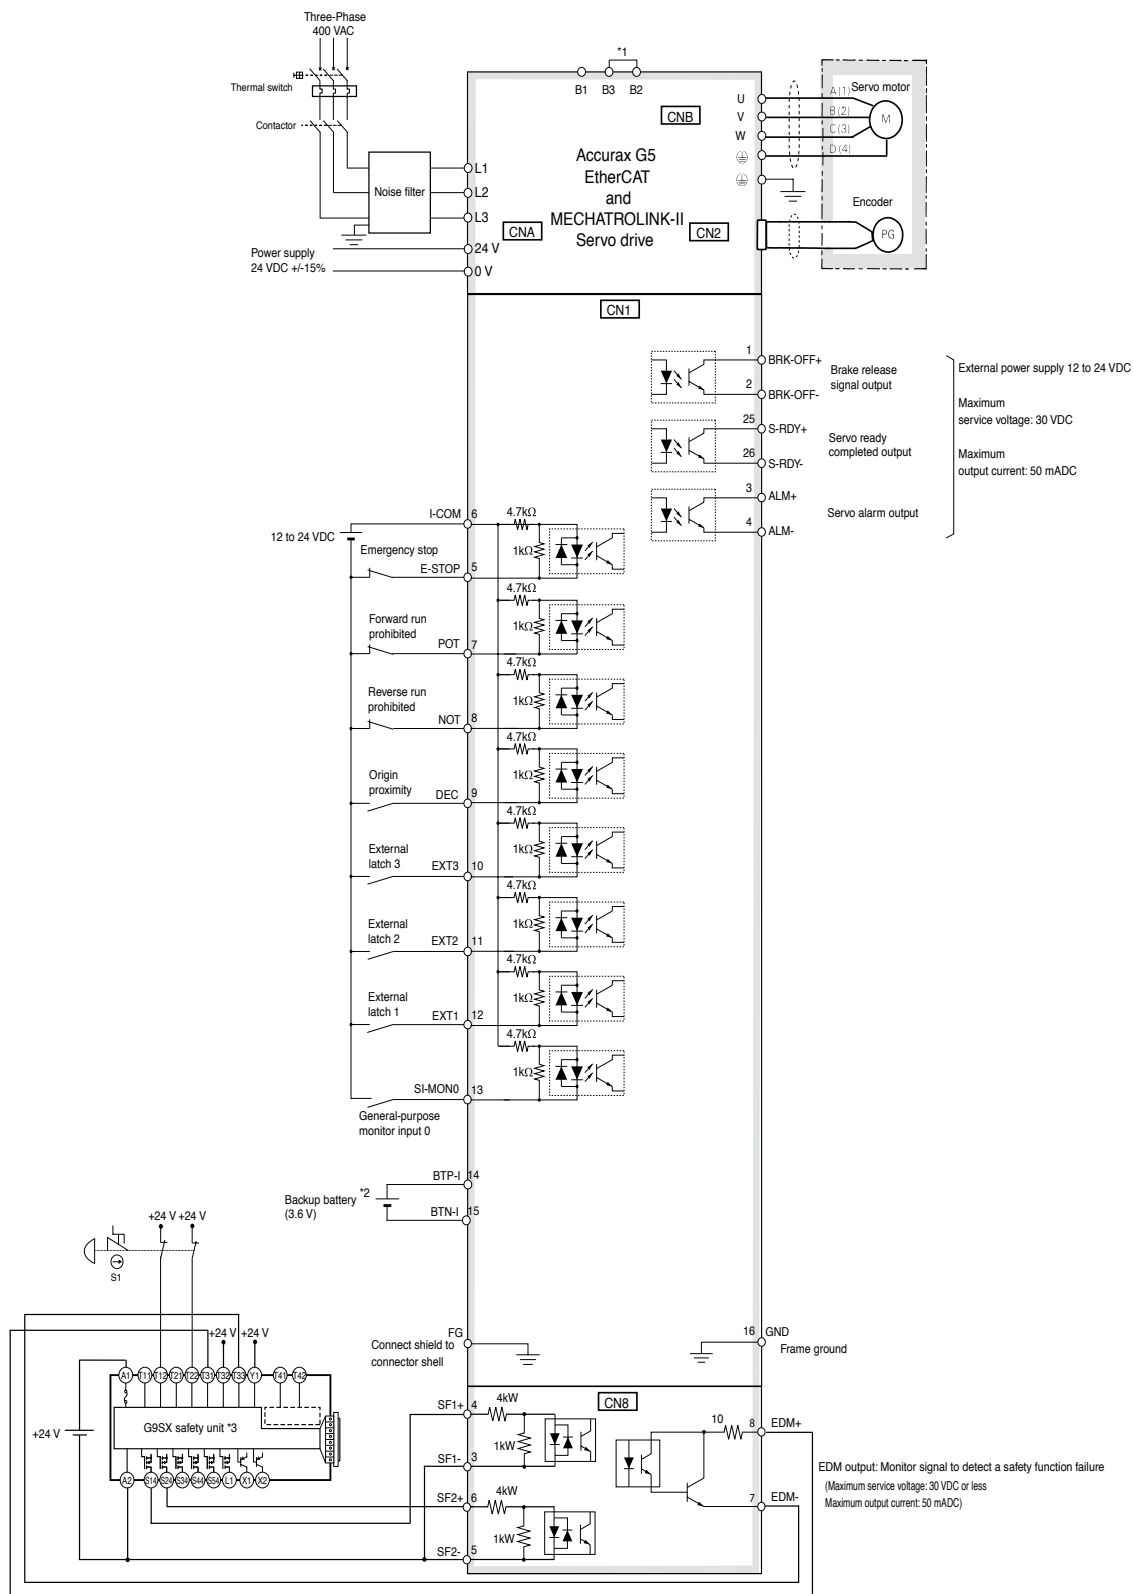 Three-Phase
400 VAC
Thermal switch
Contactor
Noise filter
L1
L2
L3
Power supply
24 VDC +/-15%
24 V
0 V
*1
B1
B3
B2
CNB
Accurax G5
EtherCAT
and
MECHATROLINK-II
Servo drive
CNA
CN2
U
V
W
A (1)
B (2)
C (3)
D (4)
Servo motor
M
Encoder
PG
CN1
1
BRK-OFF+
2
BRK-OFF-
Brake release
signal output
25
S-RDY+
26
S-RDY-
Servo ready
completed output
3
ALM+
4
ALM-
Servo alarm output
External power supply 12 to 24 VDC
Maximum
service voltage: 30 VDC
Maximum
output current: 50 mADC
12 to 24 VDC
I-COM
6
4.7kΩ
1kΩ
Emergency stop
E-STOP
5
4.7kΩ
1kΩ
Forward run
prohibited
POT
7
4.7kΩ
1kΩ
Reverse run
prohibited
NOT
8
4.7kΩ
1kΩ
Origin
proximity
DEC
9
4.7kΩ
1kΩ
External
latch 3
EXT3
10
4.7kΩ
1kΩ
External
latch 2
EXT2
11
4.7kΩ
1kΩ
External
latch 1
EXT1
12
4.7kΩ
1kΩ
SI-MON0
13
General-purpose
monitor input 0
BTP-I
14
Backup battery *2
(3.6 V)
BTN-I
15
+24 V +24 V
S1
+24 V +24 V
FG
Connect shield to
connector shell
16
GND
Frame ground
A1 T11 T12 T21 T22 T31 T32 T33 Y1 T41 T42
G9SX safety unit *3
+24 V
A2 S14 S24 S34 S44 S54 L1 X1 X2
CN8
SF1+
4
4kW
1kW
SF1-
3
SF2+
6
4kW
1kW
SF2-
5
10
8
EDM+
7
EDM-
EDM output: Monitor signal to detect a safety function failure
(Maximum service voltage: 30 VDC or less
Maximum output current: 50 mADC)